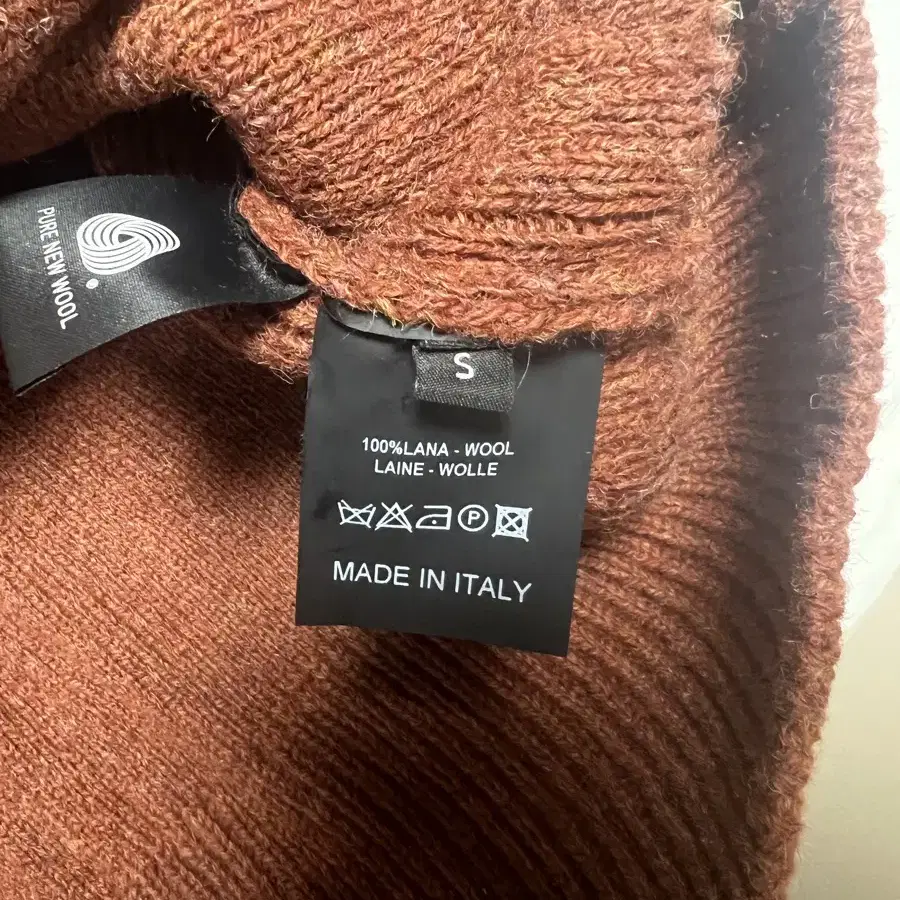 PURE NEW WOOL
S
100%LANA - WOOL
LAINE - WOLLE
P
MADE IN ITALY